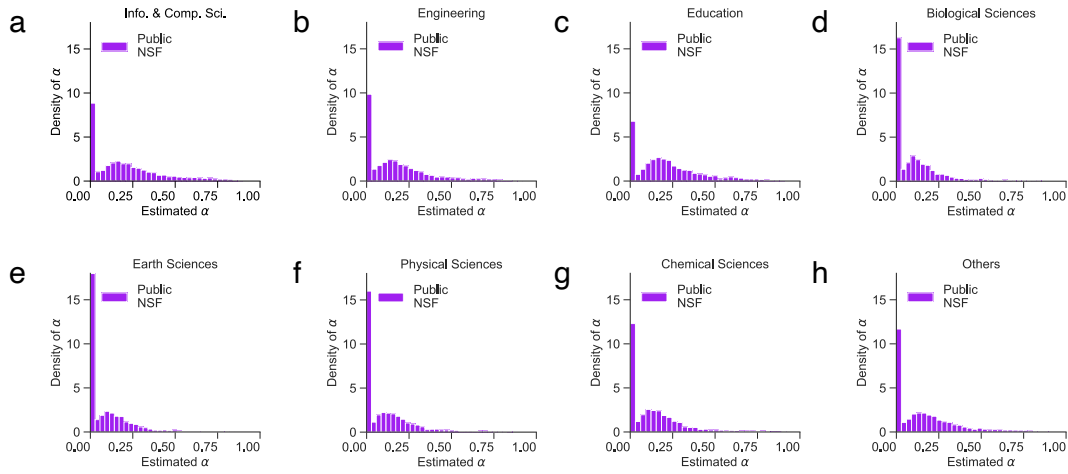 a
Info. & Comp. Sci.
Public
NSF
Density of α
15
10
5
0
0.00 0.25 0.50 0.75 1.00
Estimated α
b
Engineering
Public
NSF
Density of α
15
10
5
0
0.00 0.25 0.50 0.75 1.00
Estimated α
c
Education
Public
NSF
Density of α
15
10
5
0
0.00 0.25 0.50 0.75 1.00
Estimated α
d
Biological Sciences
Public
NSF
Density of α
15
10
5
0
0.00 0.25 0.50 0.75 1.00
Estimated α
e
Earth Sciences
Public
NSF
Density of α
15
10
5
0
0.00 0.25 0.50 0.75 1.00
Estimated α
f
Physical Sciences
Public
NSF
Density of α
15
10
5
0
0.00 0.25 0.50 0.75 1.00
Estimated α
g
Chemical Sciences
Public
NSF
Density of α
15
10
5
0
0.00 0.25 0.50 0.75 1.00
Estimated α
h
Others
Public
NSF
Density of α
15
10
5
0
0.00 0.25 0.50 0.75 1.00
Estimated α